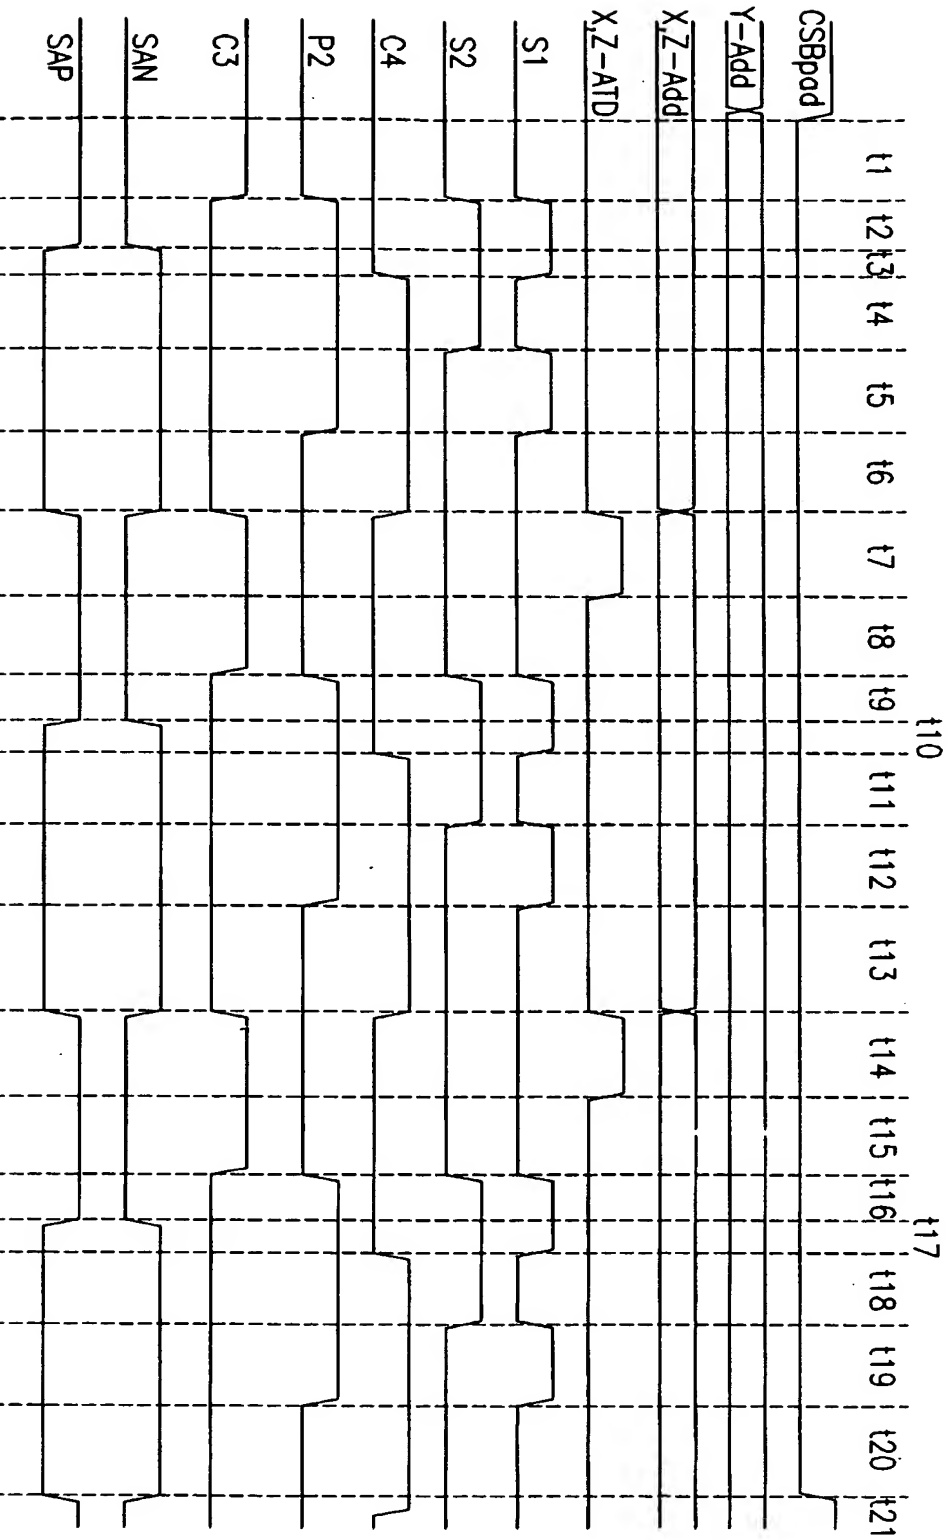 t1 t2 t3 t4 t5 t6 t7 t8 t9 t10 t11 t12 t13 t14 t15 t16 t17 t18 t19 t20 t21
CSBpad
Y-Add
X,Z-Add
X,Z-ATD
S1
S2
C4
P2
C3
SAN
SAP